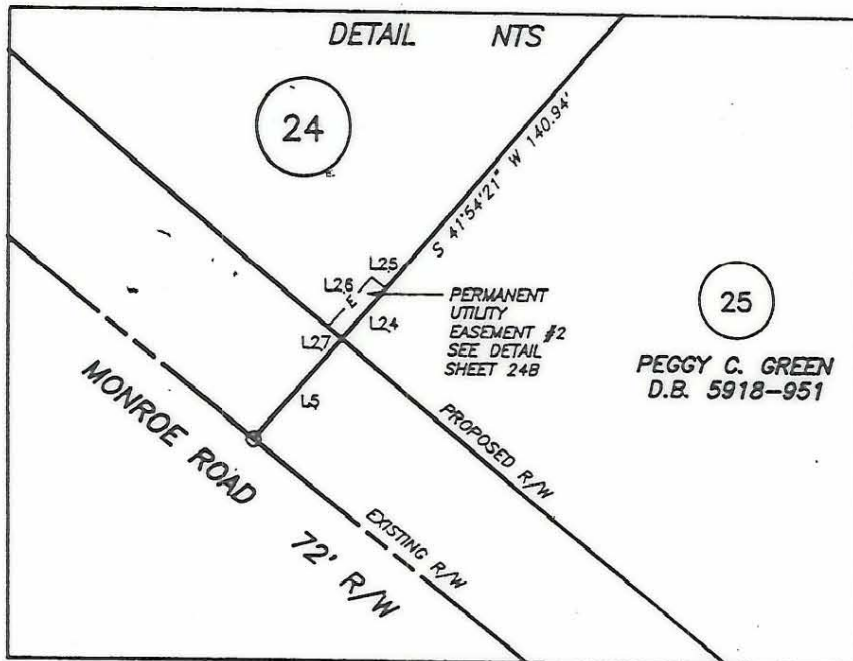 DETAIL NTS
24
E.
S 41°54'21" W 140.94'
L25
L26
E
L24
L27
L5
PERMANENT
UTILITY
EASEMENT #2
SEE DETAIL
SHEET 24B
25
PEGGY C. GREEN
D.B. 5918-951
PROPOSED R/W
EXISTING R/W
MONROE ROAD 72' R/W